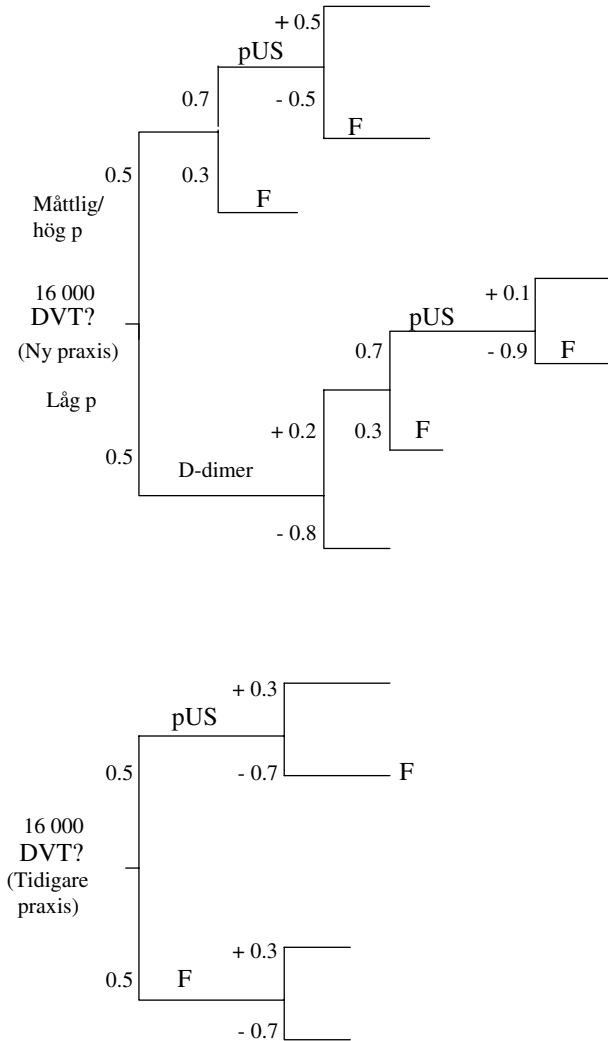 + 0.5
pUS
0.7
- 0.5
F
0.5
0.3
F
Måttlig/
hög p
16 000
DVT?
(Ny praxis)
+ 0.1
pUS
0.7
- 0.9
F
Låg p
+ 0.2
0.3
F
0.5
D-dimer
- 0.8
+ 0.3
pUS
0.5
- 0.7
F
16 000
DVT?
(Tidigare
praxis)
+ 0.3
0.5
F
- 0.7